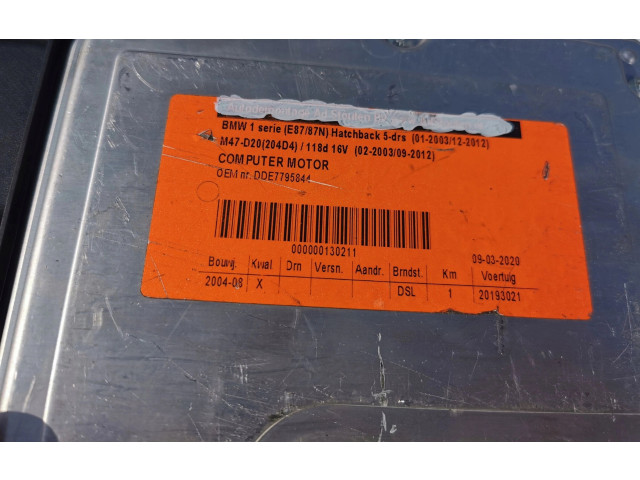 BMW 1 serie (E87/87N) Hatchback 5-drs (01-2003/12-2012)
M47-D20(204D4) / 118d 16V (02-2003/09-2012)
COMPUTER MOTOR
OEM nr. DDE7795844
000000130211
09-03-2020
Bouwj. Kwal Drn Versn. Aandr. Brndst. Km Voertuig
2004-08 X DSL 1 20193021